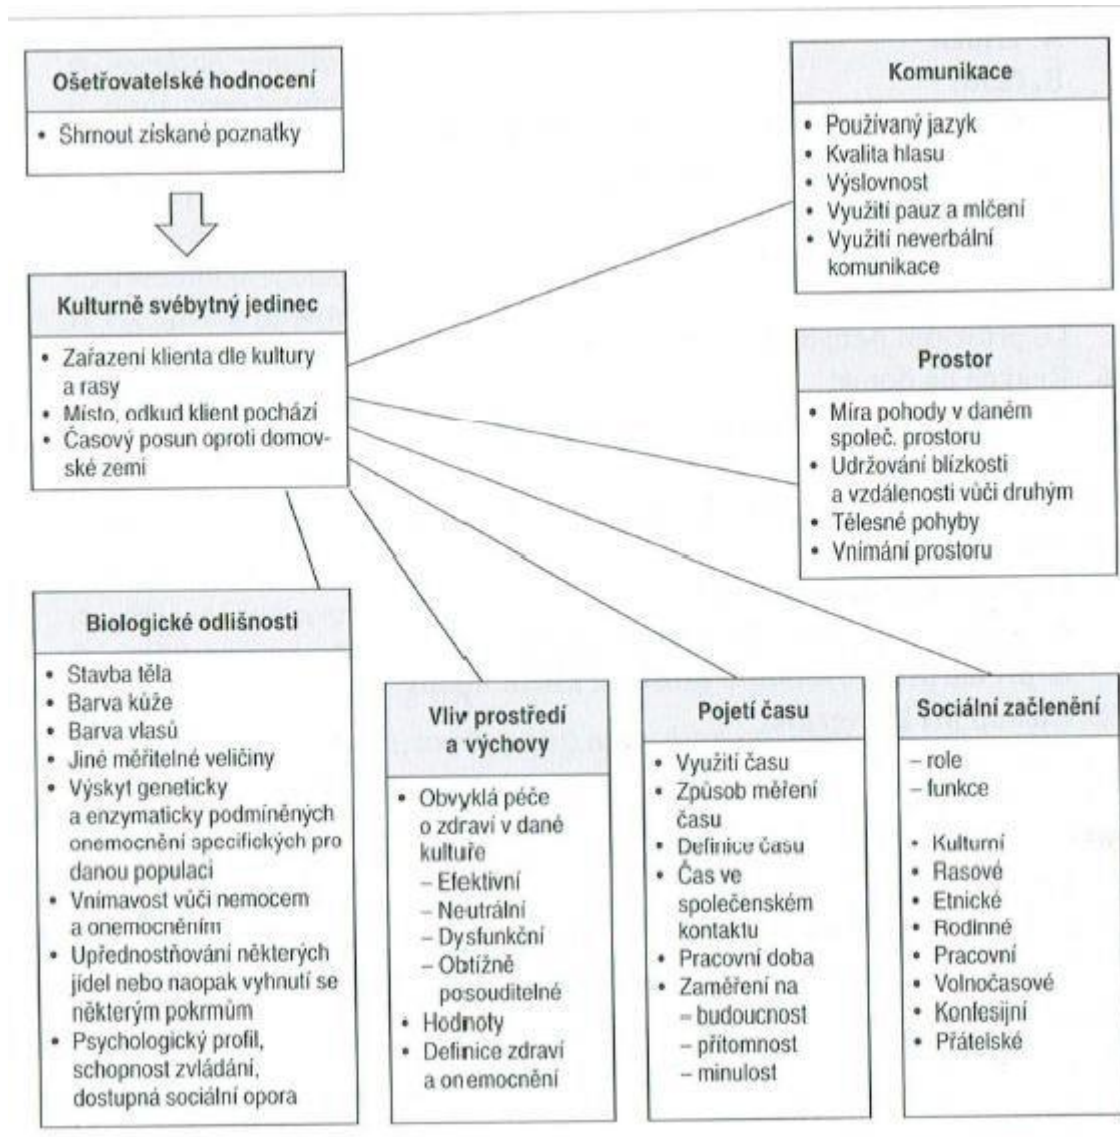 Ošetřovatelské hodnocení
• Shrnout získané poznatky
Kulturně svébytný jedinec
• Zařazení klienta dle kultury
a rasy
• Místo, odkud klient pochází
• Časový posun oproti domov-
ské zemi
Komunikace
• Používaný jazyk
• Kvalita hlasu
• Výslovnost
• Využití pauz a mlčení
• Využití neverbální
komunikace
Prostor
• Míra pohody v daném
společ. prostoru
• Udržování blízkosti
a vzdálenosti vůči druhým
• Tělesné pohyby
• Vnímání prostoru
Biologické odlišnosti
• Stavba těla
• Barva kůže
• Barva vlasů
• Jiné měřitelné veličiny
• Výskyt geneticky
a enzymaticky podmíněných
onemocnění specifických pro
danou populaci
• Vnímavost vůči nemocem
a onemocněním
• Upřednostňování některých
jídel nebo naopak vyhnutí se
některým pokrmům
• Psychologický profil,
schopnost zvládání,
dostupná sociální opora
Vliv prostředí
a výchovy
• Obvyklá péče
o zdraví v dané
kultuře
– Efektivní
– Neutrální
– Dysfunkční
– Obtížně
posouditelné
• Hodnoty
• Definice zdraví
a onemocnění
Pojetí času
• Využití času
• Způsob měření
času
• Definice času
• Čas ve
společenském
kontaktu
• Pracovní doba
• Zaměření na
– budoucnost
– přítomnost
– minulost
Sociální začlenění
– role
– funkce
• Kulturní
• Rasové
• Etnické
• Rodinné
• Pracovní
• Volnočasové
• Konfesijní
• Přátelské